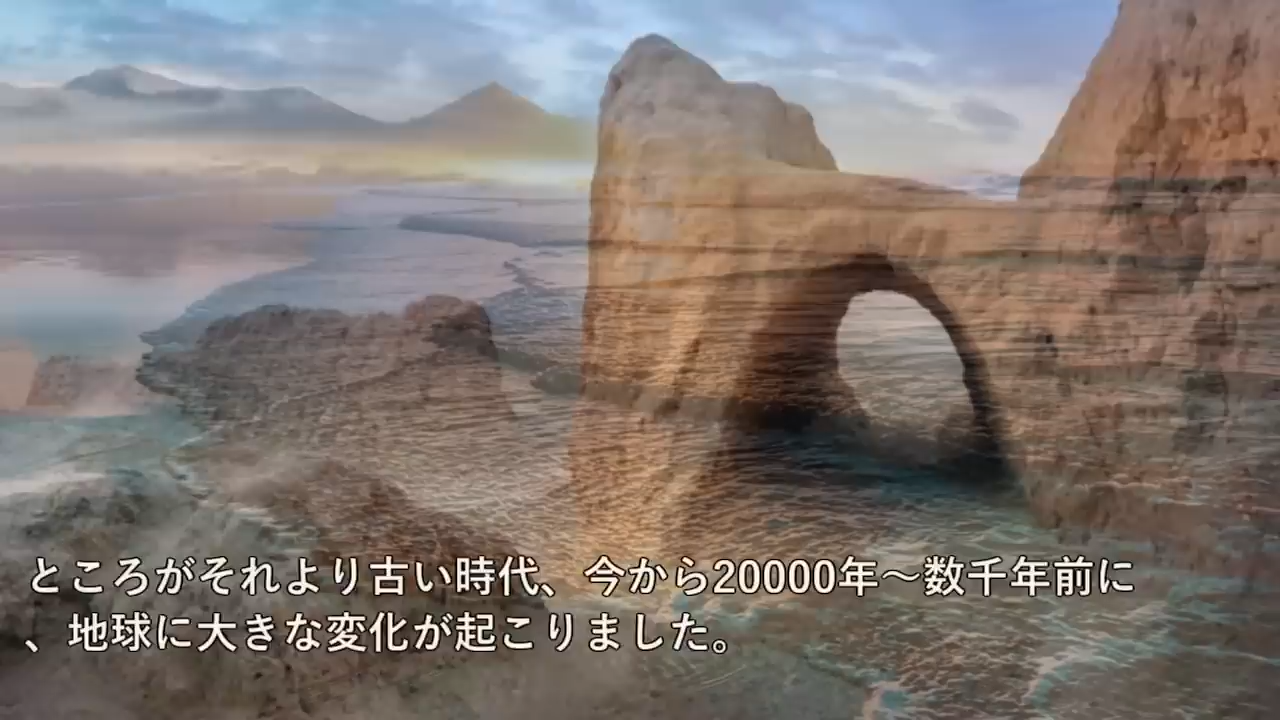 ところがそれより古い時代、今から20000年～数千年前に
、地球に大きな変化が起こりました。